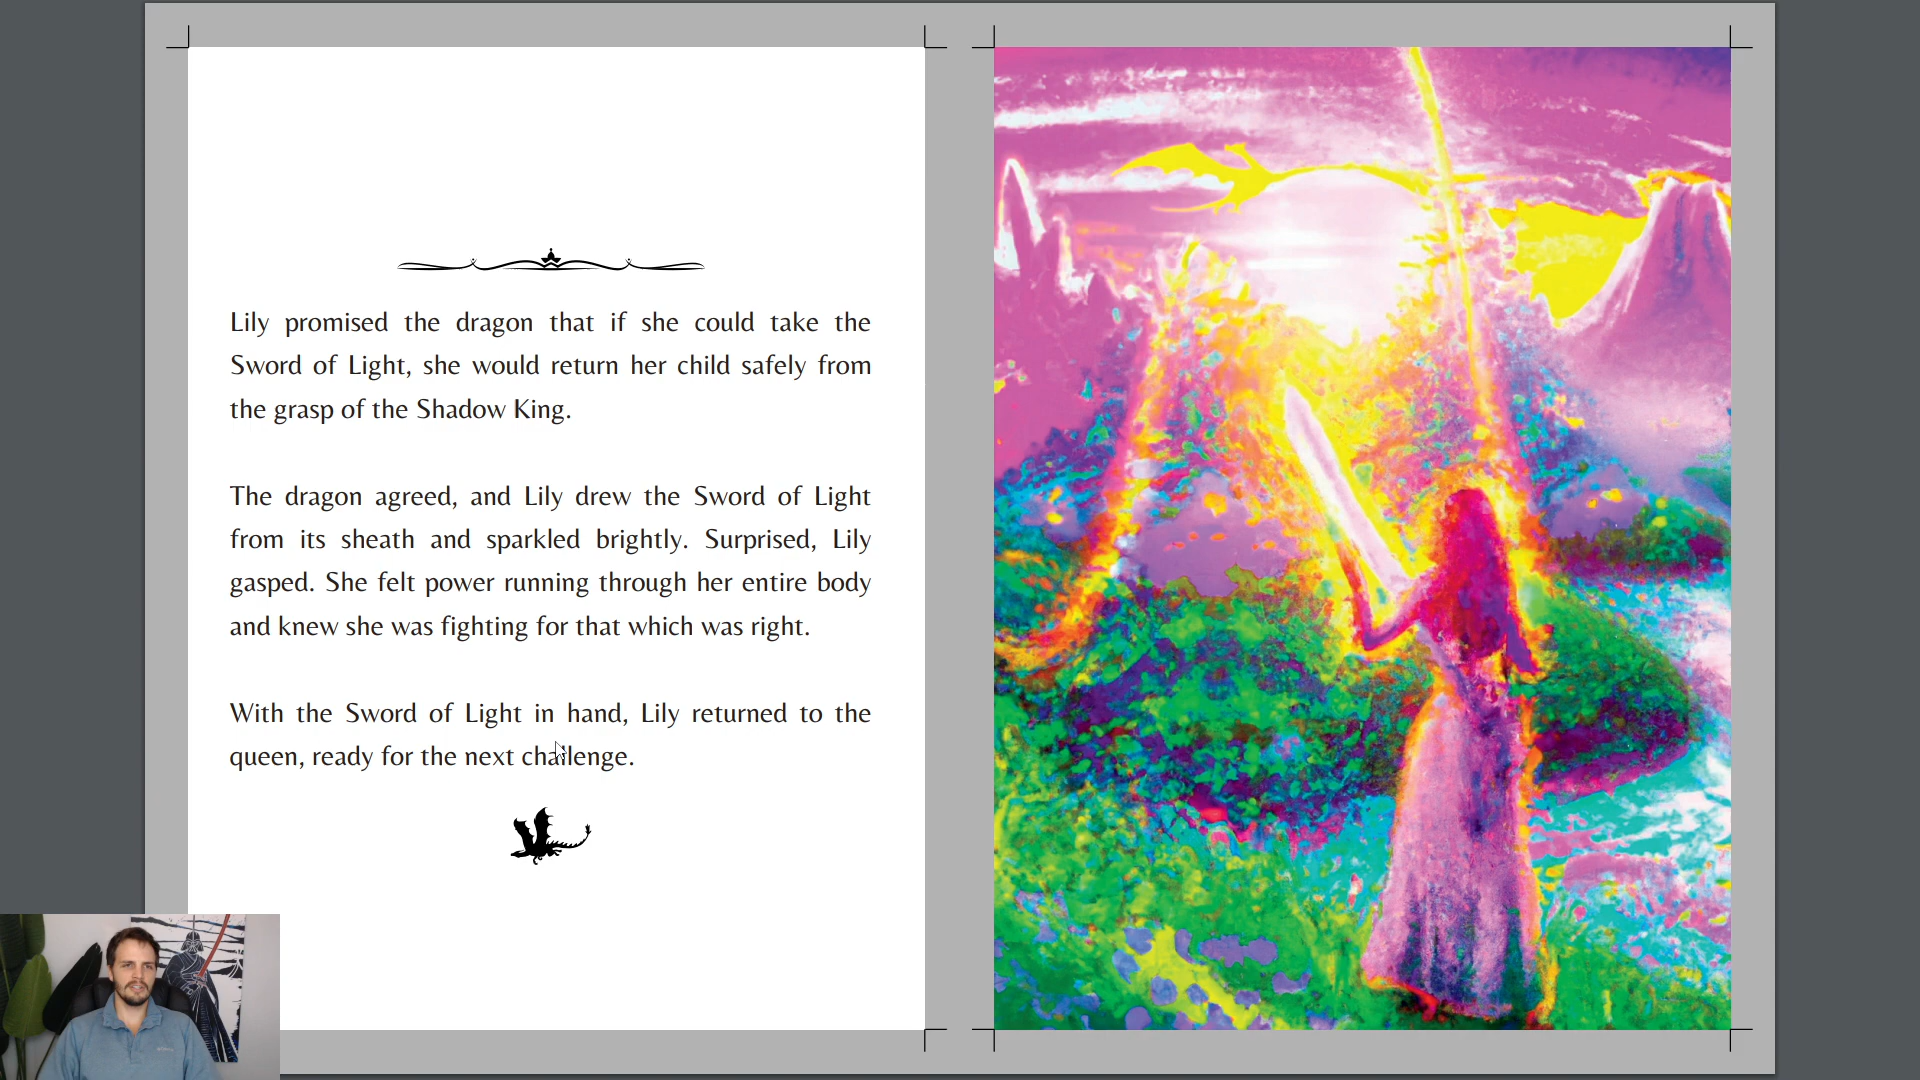 Lily promised the dragon that if she could take the
Sword of Light, she would return her child safely from
the grasp of the Shadow King.
The dragon agreed, and Lily drew the Sword of Light
from its sheath and sparkled brightly. Surprised, Lily
gasped. She felt power running through her entire body
and knew she was fighting for that which was right.
With the Sword of Light in hand, Lily returned to the
queen, ready for the next challenge.